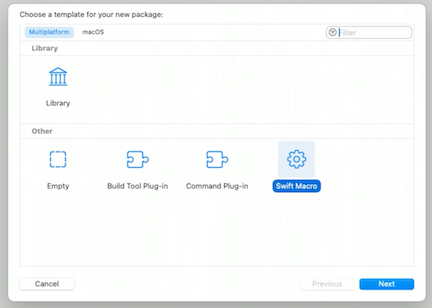 Choose a template for your new package:
Multiplatform macOS Filter
Library
Library
Other
Empty Build Tool Plug-in Command Plug-in Swift Macro
Cancel Previous Next